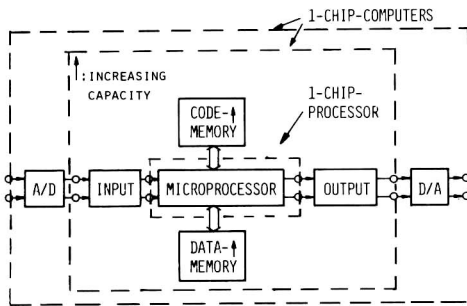 1-CHIP-COMPUTERS
↑:INCREASING
CAPACITY
1-CHIP-
PROCESSOR
CODE-↑
MEMORY
A/D
INPUT
MICROPROCESSOR
OUTPUT
D/A
DATA-↑
MEMORY